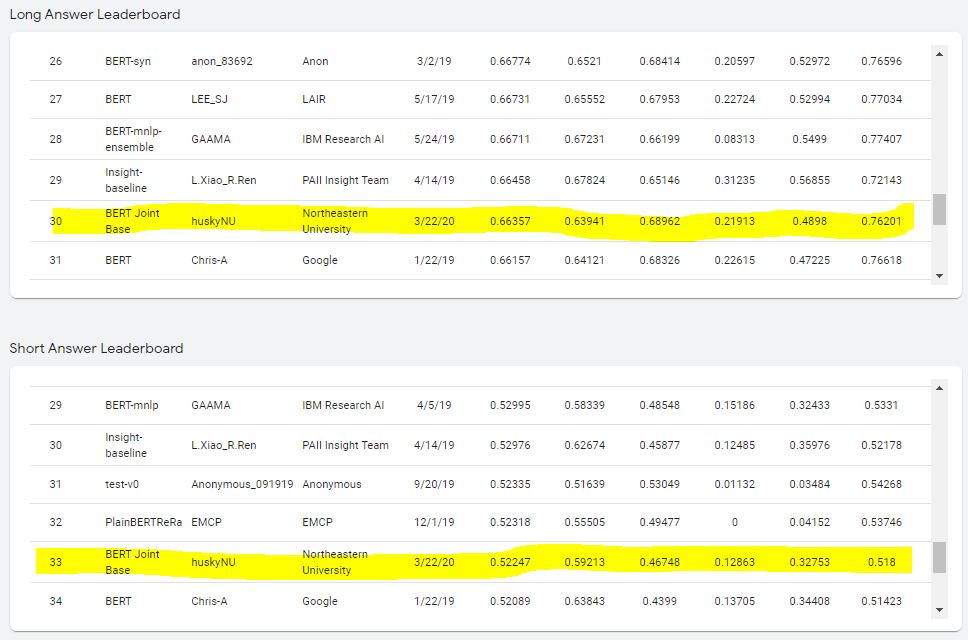 Long Answer Leaderboard
26 BERT-syn anon_83692 Anon 3/2/19 0.66774 0.6521 0.68414 0.20597 0.52972 0.76596
27 BERT LEE_SJ LAIR 5/17/19 0.66731 0.65552 0.67953 0.22724 0.52994 0.77034
28 BERT-mnlp-ensemble GAAMA IBM Research AI 5/24/19 0.66711 0.67231 0.66199 0.08313 0.5499 0.77407
29 Insight-baseline L.Xiao_R.Ren PAII Insight Team 4/14/19 0.66458 0.67824 0.65146 0.31235 0.56855 0.72143
30 BERT Joint Base huskyNU Northeastern University 3/22/20 0.66357 0.63941 0.68962 0.21913 0.4898 0.76201
31 BERT Chris-A Google 1/22/19 0.66157 0.64121 0.68326 0.22615 0.47225 0.76618
Short Answer Leaderboard
29 BERT-mnlp GAAMA IBM Research AI 4/5/19 0.52995 0.58339 0.48548 0.15186 0.32433 0.5331
30 Insight-baseline L.Xiao_R.Ren PAII Insight Team 4/14/19 0.52976 0.62674 0.45877 0.12485 0.35976 0.52178
31 test-v0 Anonymous_091919 Anonymous 9/20/19 0.52335 0.51639 0.53049 0.01132 0.03484 0.54268
32 PlainBERTReRa EMCP EMCP 12/1/19 0.52318 0.55505 0.49477 0 0.04152 0.53746
33 BERT Joint Base huskyNU Northeastern University 3/22/20 0.52247 0.59213 0.46748 0.12863 0.32753 0.518
34 BERT Chris-A Google 1/22/19 0.52089 0.63843 0.4399 0.13705 0.34408 0.51423